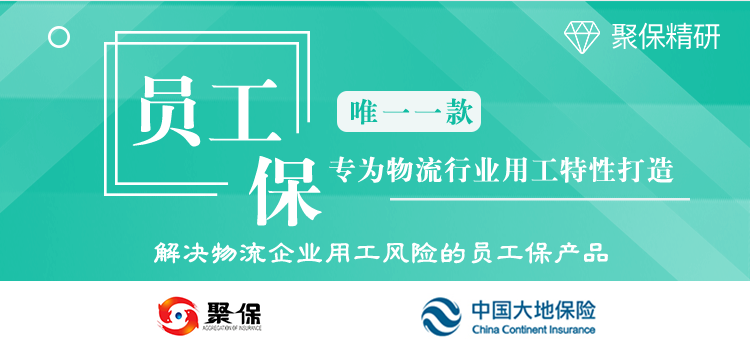 聚保精研
员工
保
唯一一款
专为物流行业用工特性打造
解决物流企业用工风险的员工保产品
聚保
AGGREGATION OF INSURANCE
中国大地保险
China Continent Insurance